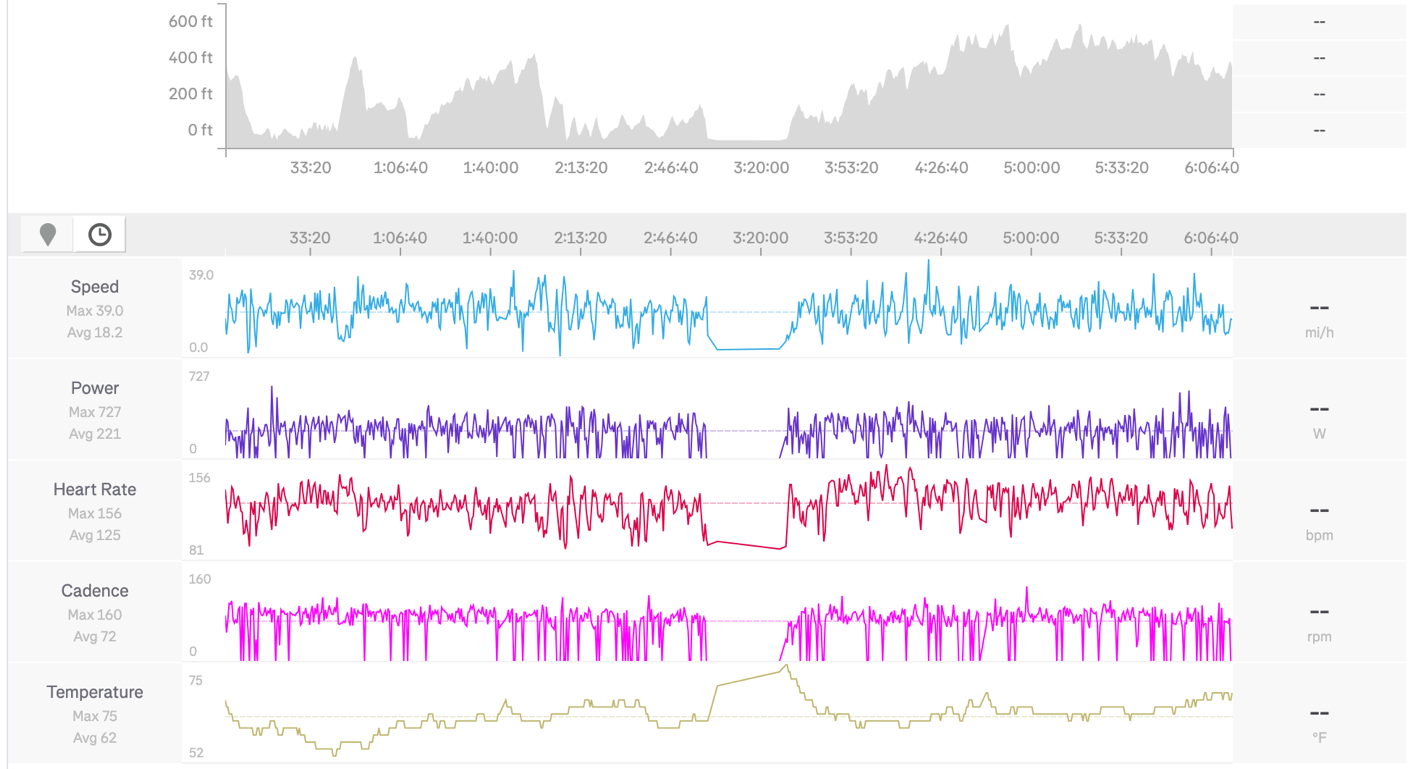 600 ft
--
400 ft
--
200 ft
--
0 ft
--
33:20 1:06:40 1:40:00 2:13:20 2:46:40 3:20:00 3:53:20 4:26:40 5:00:00 5:33:20 6:06:40
33:20 1:06:40 1:40:00 2:13:20 2:46:40 3:20:00 3:53:20 4:26:40 5:00:00 5:33:20 6:06:40
Speed
Max 39.0
Avg 18.2
39.0
0.0
--
mi/h
Power
Max 727
Avg 221
727
0
--
W
Heart Rate
Max 156
Avg 125
156
81
--
bpm
Cadence
Max 160
Avg 72
160
0
--
rpm
Temperature
Max 75
Avg 62
75
52
--
°F